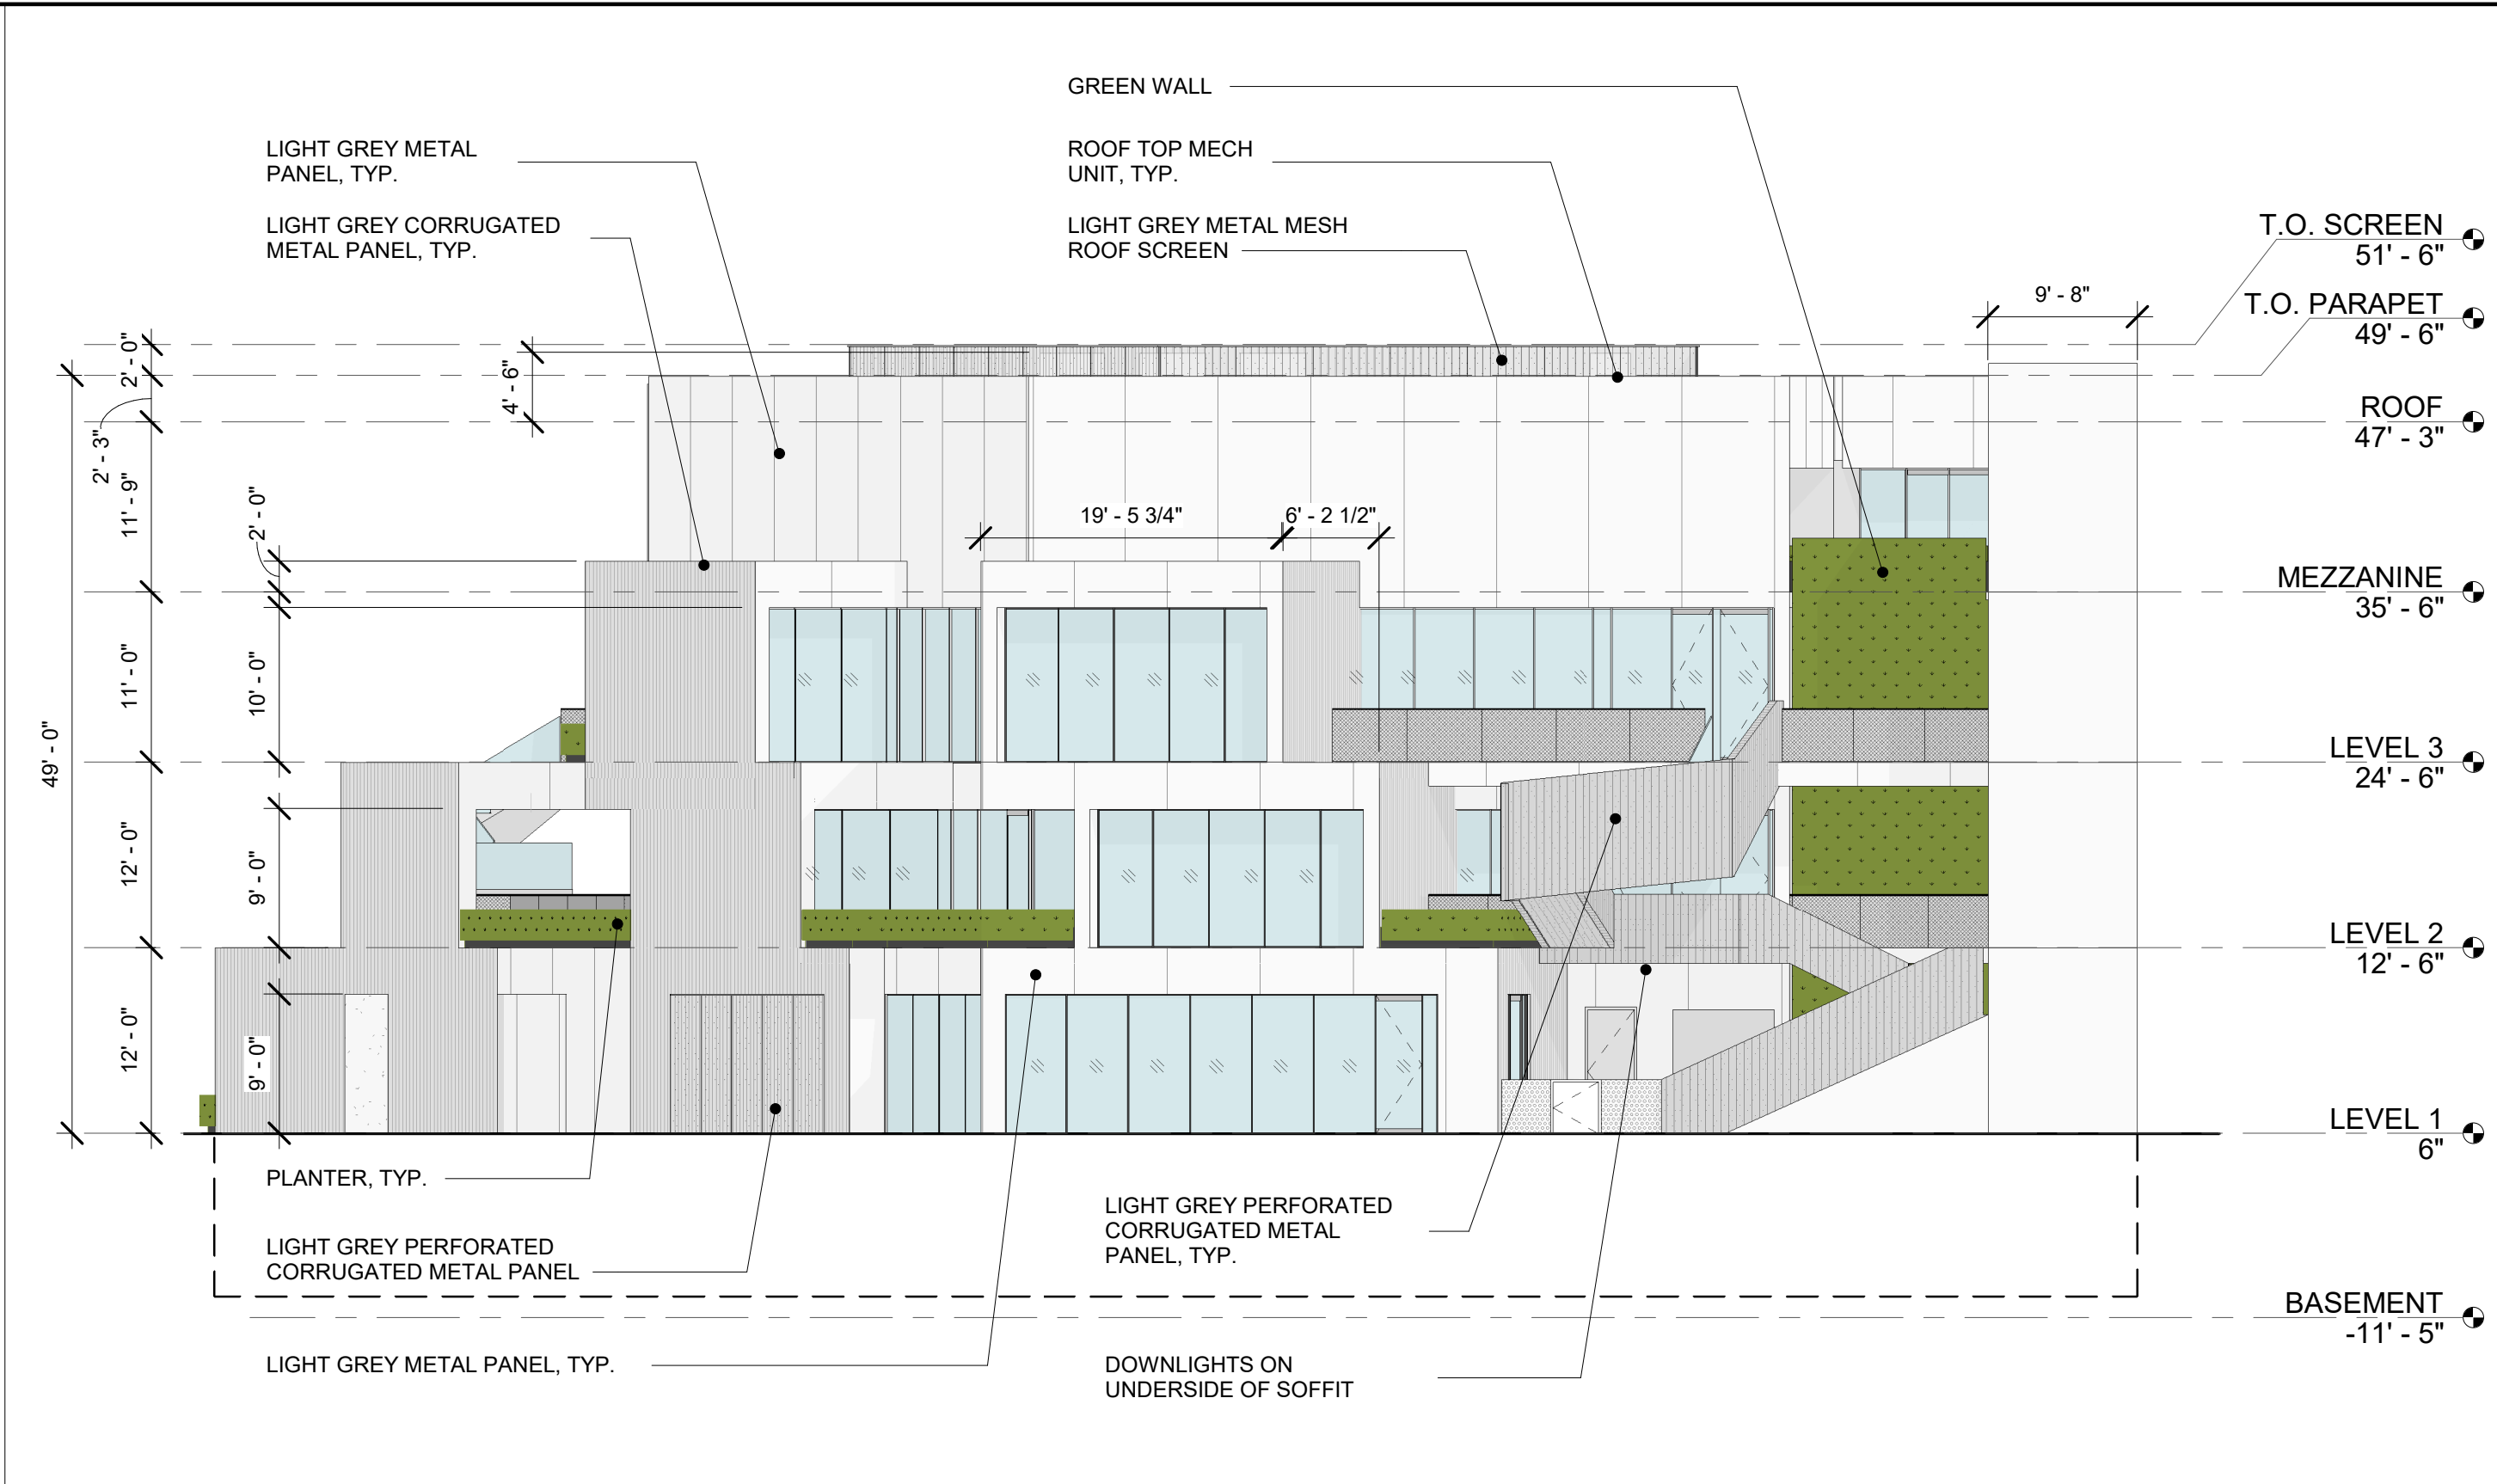 GREEN WALL
LIGHT GREY METAL
PANEL, TYP.
ROOF TOP MECH
UNIT, TYP.
LIGHT GREY CORRUGATED
METAL PANEL, TYP.
LIGHT GREY METAL MESH
ROOF SCREEN
T.O. SCREEN
51' - 6"
9' - 8"
T.O. PARAPET
49' - 6"
2' - 0"
4' - 6"
ROOF
47' - 3"
2' - 3"
11' - 9"
2' - 0"
19' - 5 3/4"
6' - 2 1/2"
MEZZANINE
35' - 6"
11' - 0"
10' - 0"
49' - 0"
LEVEL 3
24' - 6"
12' - 0"
9' - 0"
LEVEL 2
12' - 6"
12' - 0"
9' - 0"
LEVEL 1
6"
PLANTER, TYP.
LIGHT GREY PERFORATED
CORRUGATED METAL
PANEL, TYP.
LIGHT GREY PERFORATED
CORRUGATED METAL PANEL
BASEMENT
-11' - 5"
LIGHT GREY METAL PANEL, TYP.
DOWNLIGHTS ON
UNDERSIDE OF SOFFIT